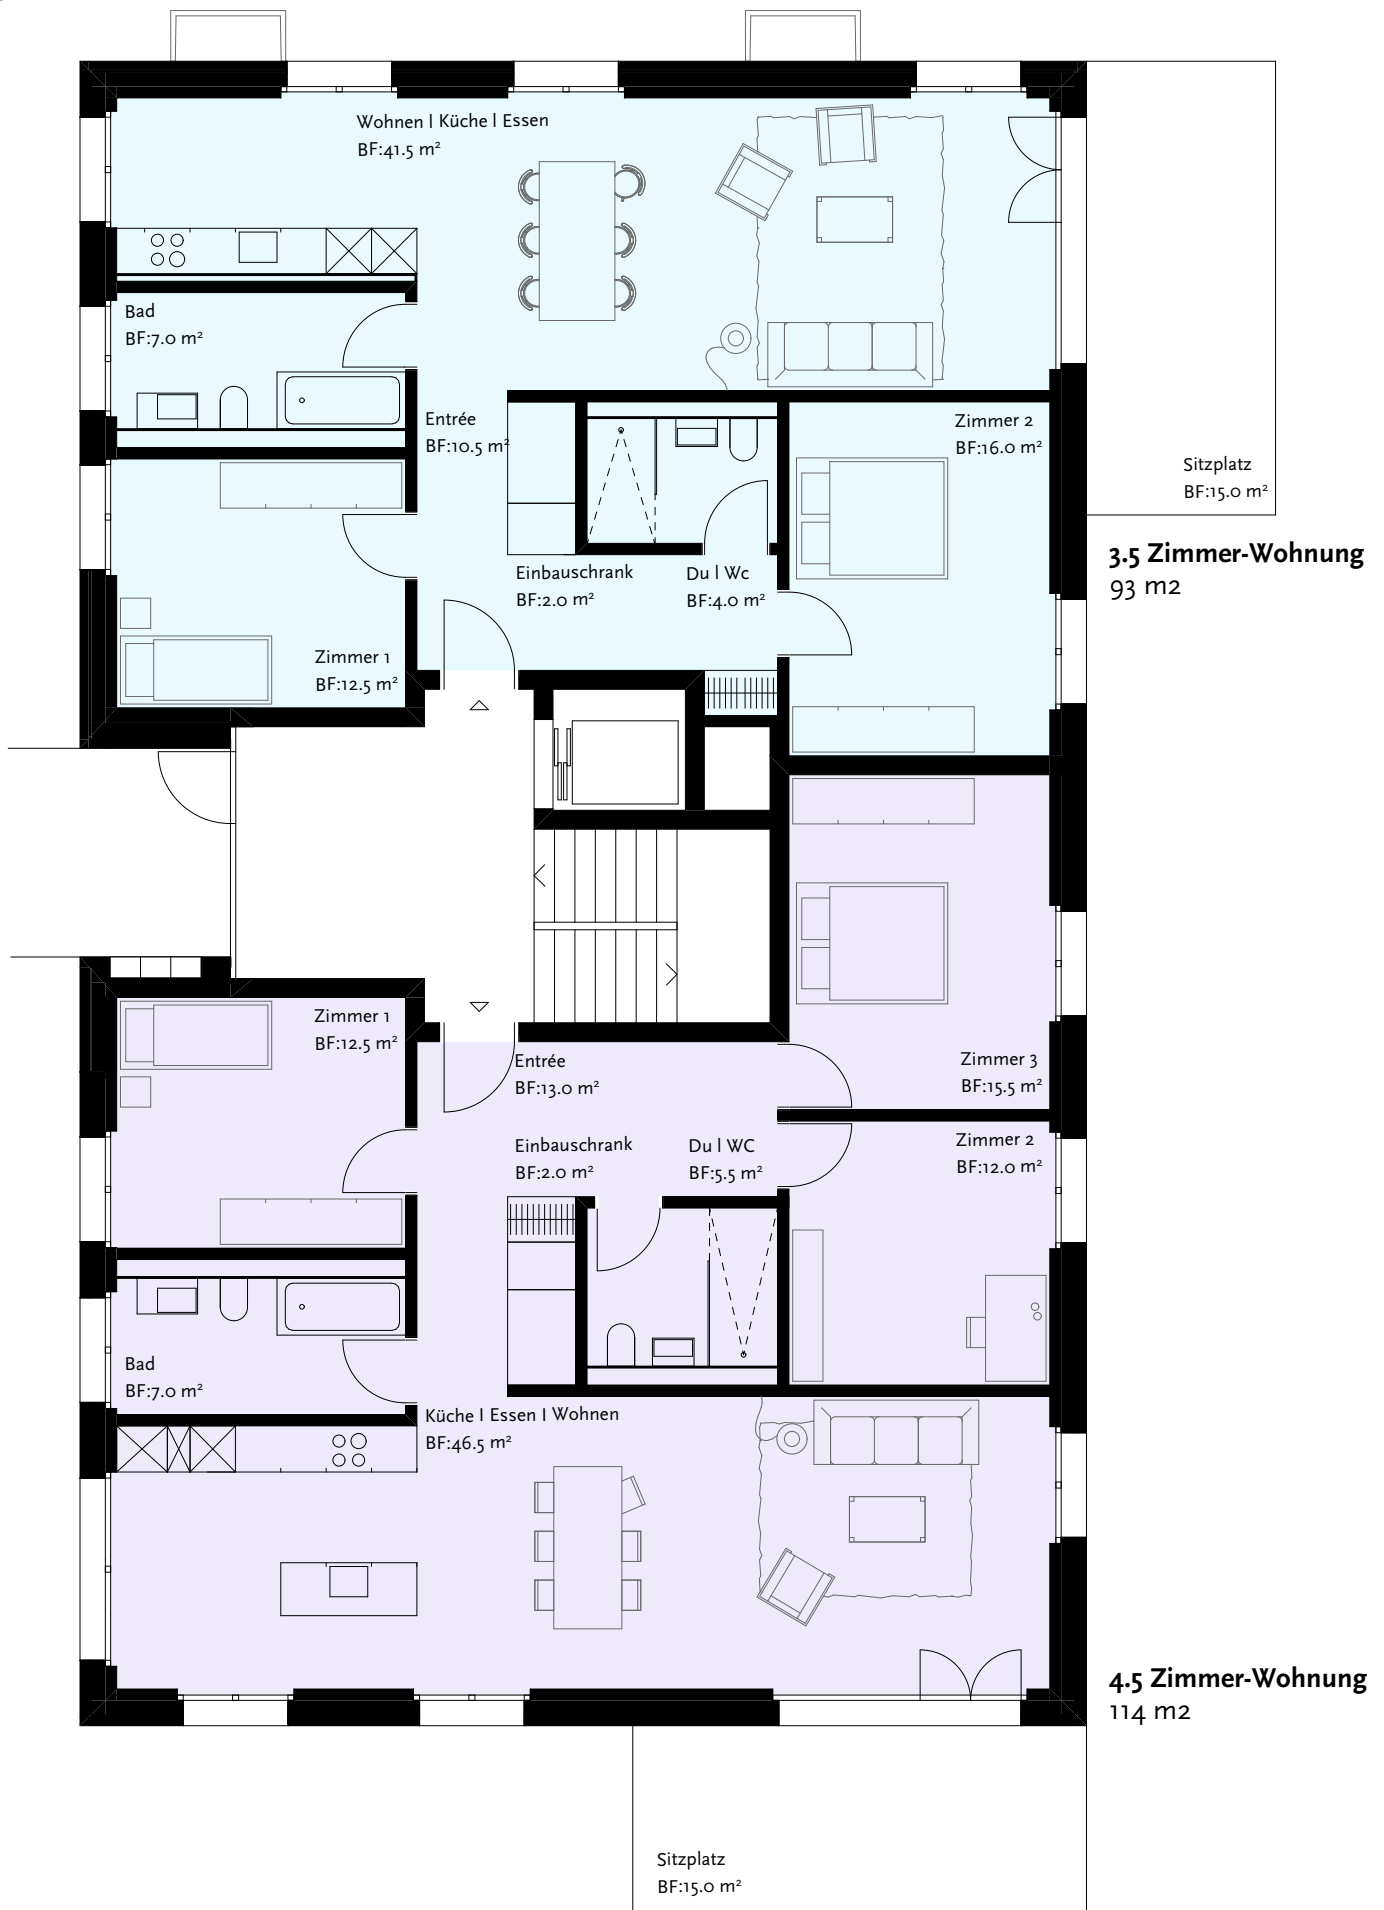 Wohnen | Küche | Essen
BF:41.5 m²
Bad
BF:7.0 m²
Entrée
BF:10.5 m²
Zimmer 2
BF:16.0 m²
Sitzplatz
BF:15.0 m²
3.5 Zimmer-Wohnung
93 m2
Einbauschrank
BF:2.0 m²
Du | Wc
BF:4.0 m²
Zimmer 1
BF:12.5 m²
Zimmer 1
BF:12.5 m²
Entrée
BF:13.0 m²
Zimmer 3
BF:15.5 m²
Einbauschrank
BF:2.0 m²
Du | WC
BF:5.5 m²
Zimmer 2
BF:12.0 m²
Bad
BF:7.0 m²
Küche | Essen | Wohnen
BF:46.5 m²
4.5 Zimmer-Wohnung
114 m2
Sitzplatz
BF:15.0 m²